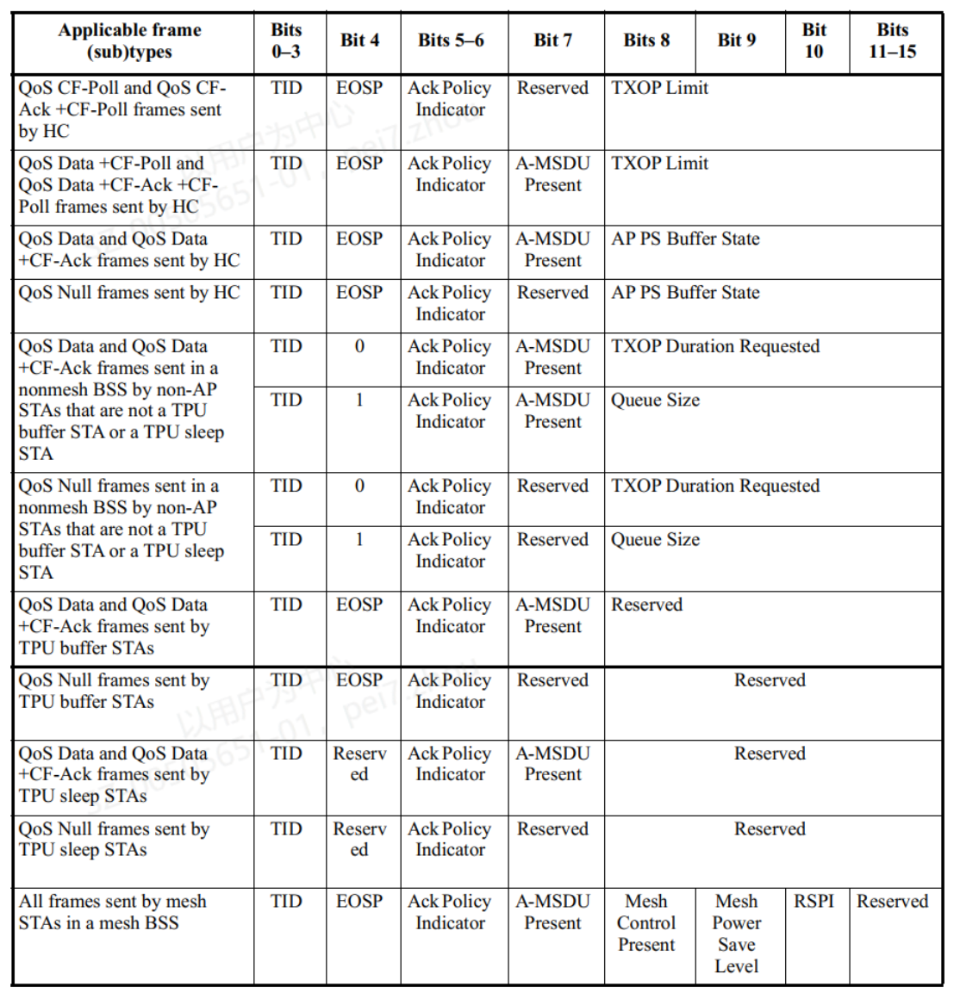 Applicable frame (sub)types | Bits 0–3 | Bit 4 | Bits 5–6 | Bit 7 | Bits 8 | Bit 9 | Bit 10 | Bits 11–15
QoS CF-Poll and QoS CF-Ack +CF-Poll frames sent by HC | TID | EOSP | Ack Policy Indicator | Reserved | TXOP Limit
QoS Data +CF-Poll and QoS Data +CF-Ack +CF-Poll frames sent by HC | TID | EOSP | Ack Policy Indicator | A-MSDU Present | TXOP Limit
QoS Data and QoS Data +CF-Ack frames sent by HC | TID | EOSP | Ack Policy Indicator | A-MSDU Present | AP PS Buffer State
QoS Null frames sent by HC | TID | EOSP | Ack Policy Indicator | Reserved | AP PS Buffer State
QoS Data and QoS Data +CF-Ack frames sent in a nonmesh BSS by non-AP STAs that are not a TPU buffer STA or a TPU sleep STA | TID | 0 | Ack Policy Indicator | A-MSDU Present | TXOP Duration Requested
TID | 1 | Ack Policy Indicator | A-MSDU Present | Queue Size
QoS Null frames sent in a nonmesh BSS by non-AP STAs that are not a TPU buffer STA or a TPU sleep STA | TID | 0 | Ack Policy Indicator | Reserved | TXOP Duration Requested
TID | 1 | Ack Policy Indicator | Reserved | Queue Size
QoS Data and QoS Data +CF-Ack frames sent by TPU buffer STAs | TID | EOSP | Ack Policy Indicator | A-MSDU Present | Reserved
QoS Null frames sent by TPU buffer STAs | TID | EOSP | Ack Policy Indicator | Reserved | Reserved
QoS Data and QoS Data +CF-Ack frames sent by TPU sleep STAs | TID | Reserved | Ack Policy Indicator | A-MSDU Present | Reserved
QoS Null frames sent by TPU sleep STAs | TID | Reserved | Ack Policy Indicator | Reserved | Reserved
All frames sent by mesh STAs in a mesh BSS | TID | EOSP | Ack Policy Indicator | A-MSDU Present | Mesh Control Present | Mesh Power Save Level | RSPI | Reserved
以用户为中心
以用户为中心